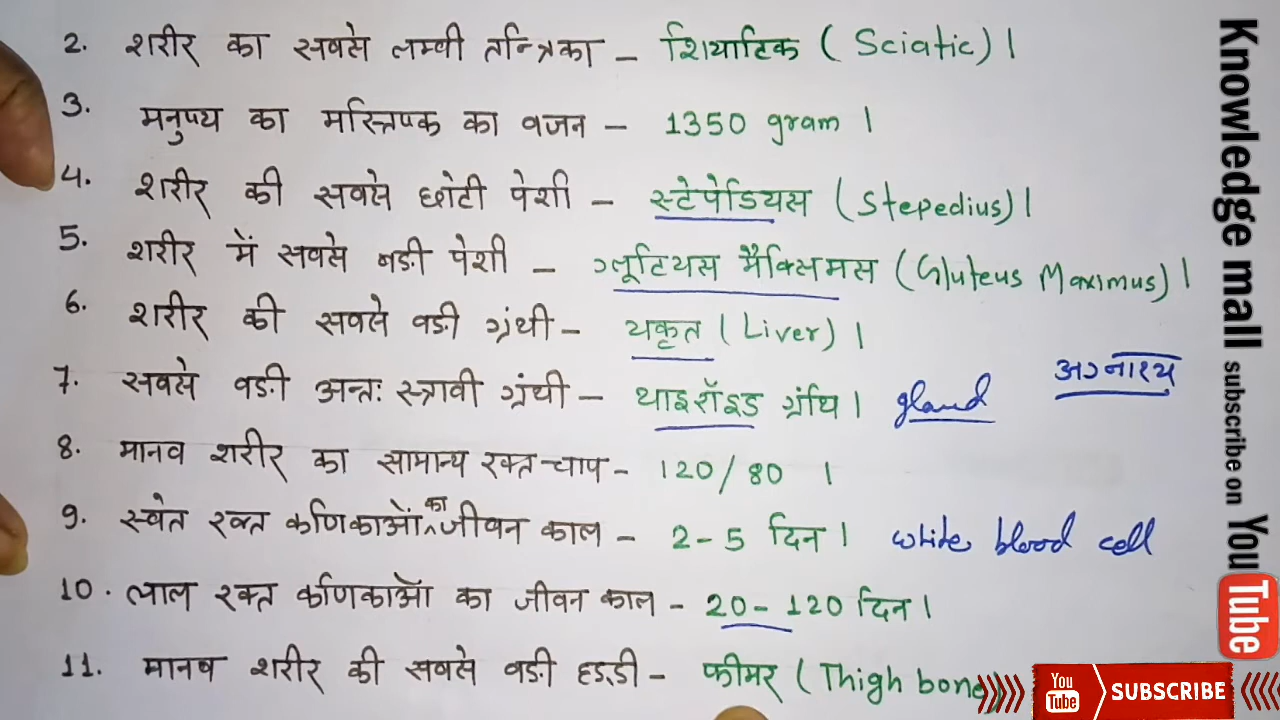 2. शरीर का सबसे लम्बी तन्त्रिका – शियाटिक ( Sciatic) |
3. मनुष्य का मस्तिष्क का वजन – 1350 gram |
4. शरीर की सबसे छोटी पेशी – स्टेपेडियस (Stepedius) |
5. शरीर में सबसे बड़ी पेशी – ग्लूटियस मैक्सिमस (Gluteus Maximus) |
6. शरीर की सबसे बड़ी ग्रंथी – यकृत (Liver) |
7. सबसे बड़ी अन्तः स्त्रावी ग्रंथी – थाइरॉइड ग्रंथि | gland अग्नाश्य
8. मानव शरीर का सामान्य रक्त-चाप - 120/80 |
9. स्वेत रक्त कणिकाओं का जीवन काल – 2-5 दिन | White blood cell
10. लाल रक्त कणिकाओं का जीवन काल - 20- 120 दिन |
11. मानव शरीर की सबसे बड़ी हड्डी – फीमर ( Thigh bone)
Knowledge mall subscribe on YouTube
YouTube SUBSCRIBE